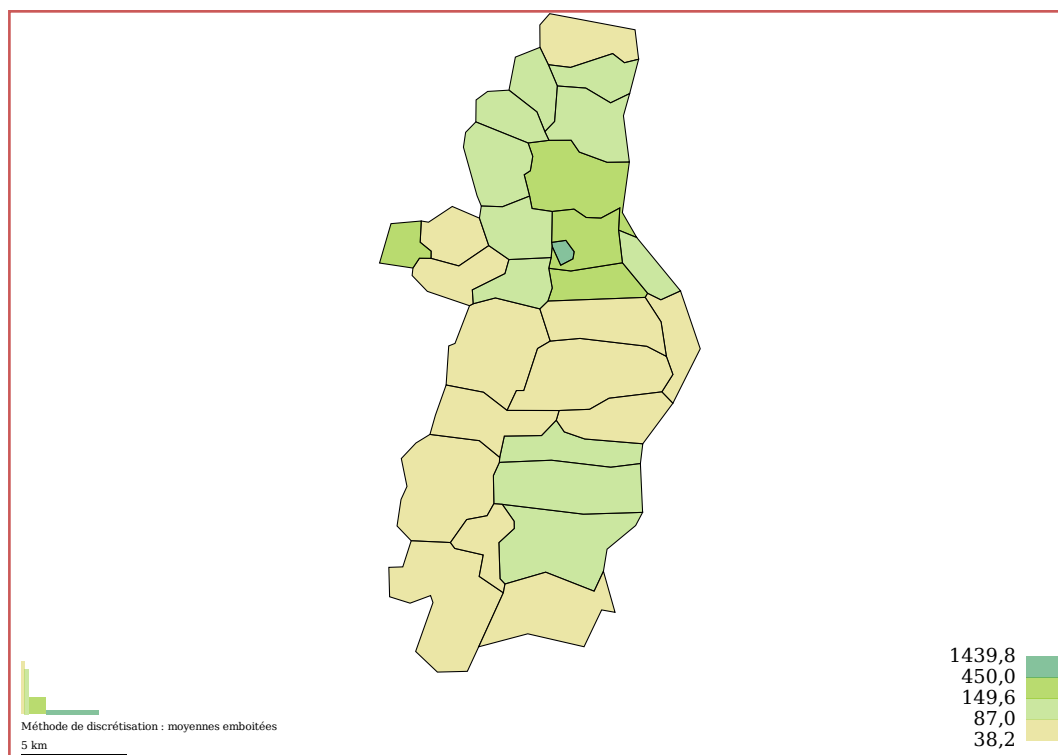 1439,8
450,0
149,6
87,0
38,2
Méthode de discrétisation : moyennes emboitées
5 km